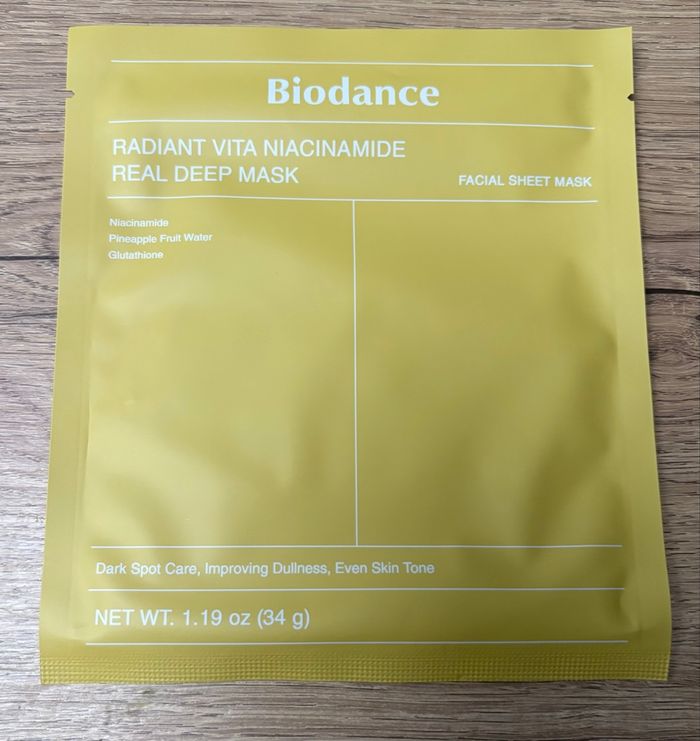 Biodance
RADIANT VITA NIACINAMIDE
REAL DEEP MASK
FACIAL SHEET MASK
Niacinamide
Pineapple Fruit Water
Glutathione
Dark Spot Care, Improving Dullness, Even Skin Tone
NET WT. 1.19 oz (34 g)